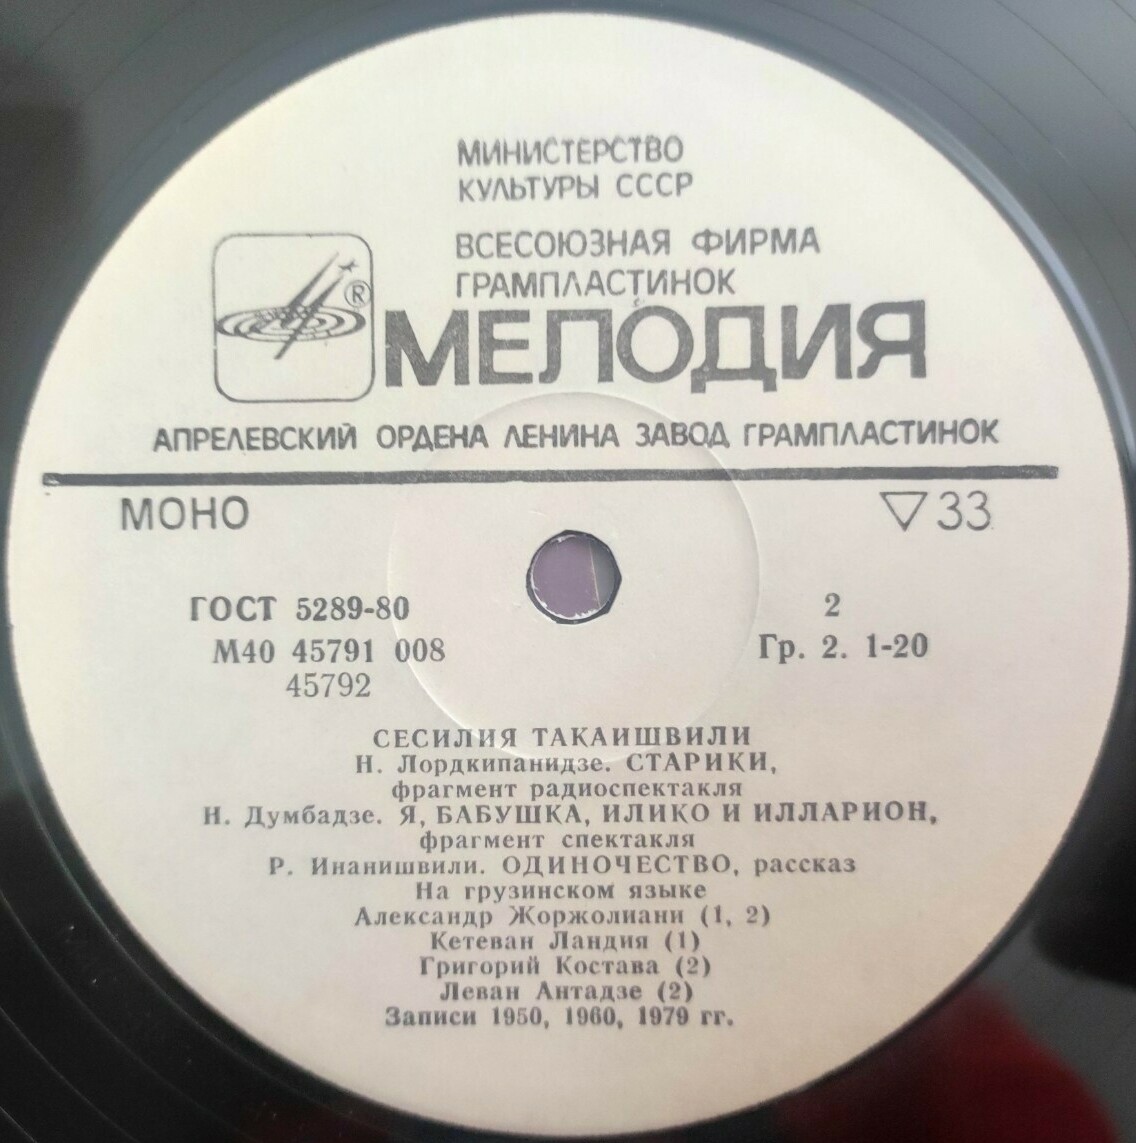 МИНИСТЕРСТВО
КУЛЬТУРЫ СССР
ВСЕСОЮЗНАЯ ФИРМА
ГРАМПЛАСТИНОК
®
МЕЛОДИЯ
АПРЕЛЕВСКИЙ ОРДЕНА ЛЕНИНА ЗАВОД ГРАМПЛАСТИНОК
МОНО ▽33
ГОСТ 5289-80 2
М40 45791 008 Гр. 2. 1-20
45792
СЕСИЛИЯ ТАКАИШВИЛИ
Н. Лордкипанидзе. СТАРИКИ,
фрагмент радиоспектакля
Н. Думбадзе. Я, БАБУШКА, ИЛИКО И ИЛЛАРИОН,
фрагмент спектакля
Р. Инанишвили. ОДИНОЧЕСТВО, рассказ
На грузинском языке
Александр Жоржолиани (1, 2)
Кетеван Ландия (1)
Григорий Костава (2)
Леван Антадзе (2)
Записи 1950, 1960, 1979 гг.